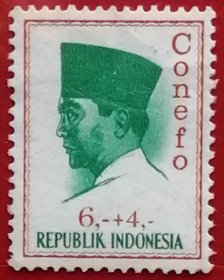 Conefo
6,-+4,-
REPUBLIK INDONESIA